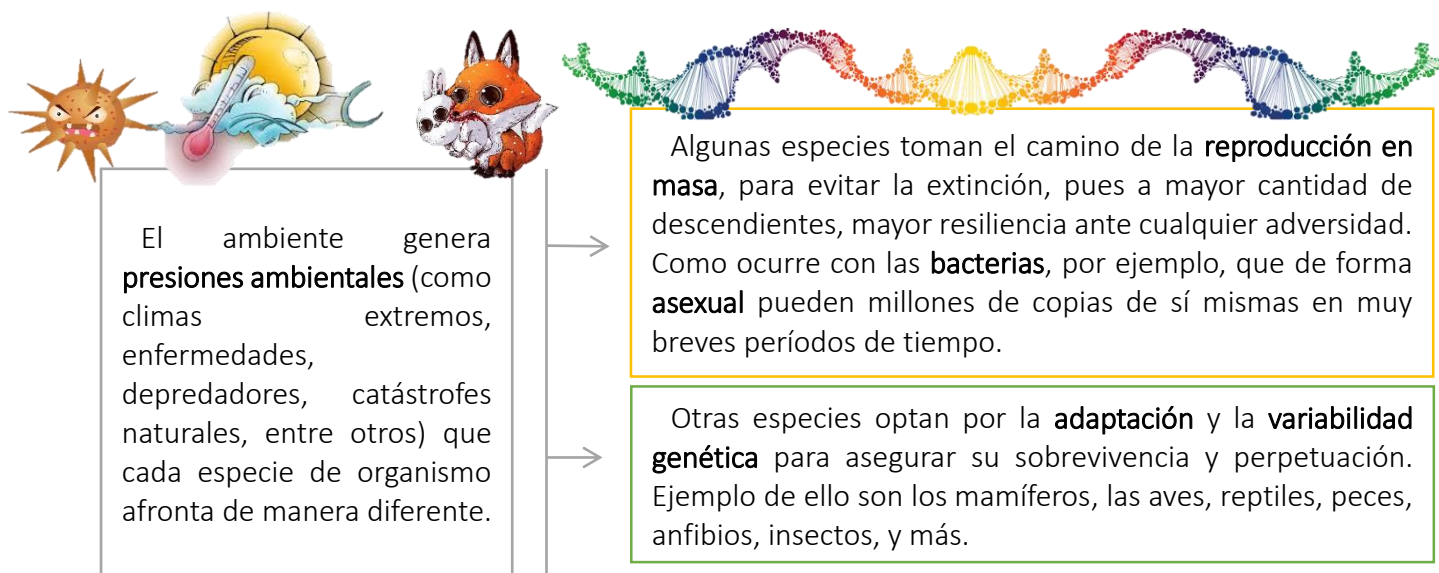 El ambiente genera
presiones ambientales (como
climas extremos,
enfermedades,
depredadores, catástrofes
naturales, entre otros) que
cada especie de organismo
afronta de manera diferente.
Algunas especies toman el camino de la reproducción en
masa, para evitar la extinción, pues a mayor cantidad de
descendientes, mayor resiliencia ante cualquier adversidad.
Como ocurre con las bacterias, por ejemplo, que de forma
asexual pueden millones de copias de sí mismas en muy
breves períodos de tiempo.
Otras especies optan por la adaptación y la variabilidad
genética para asegurar su sobrevivencia y perpetuación.
Ejemplo de ello son los mamíferos, las aves, reptiles, peces,
anfibios, insectos, y más.